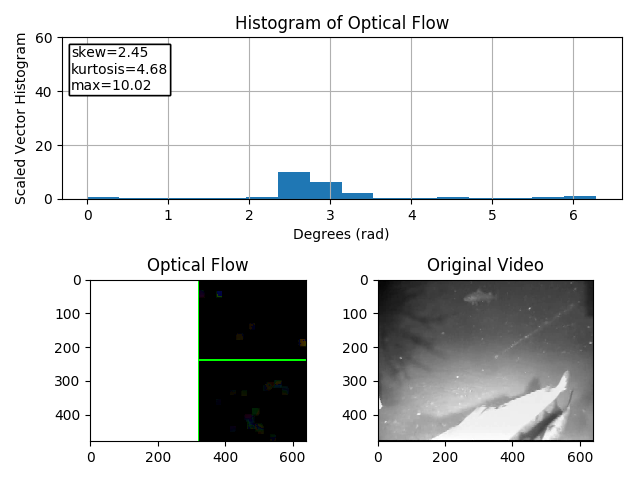 Histogram of Optical Flow
60
40
20
0
Scaled Vector Histogram
skew=2.45
kurtosis=4.68
max=10.02
0 1 2 3 4 5 6
Degrees (rad)
Optical Flow
0
100
200
300
400
0 200 400 600
Original Video
0
100
200
300
400
0 200 400 600